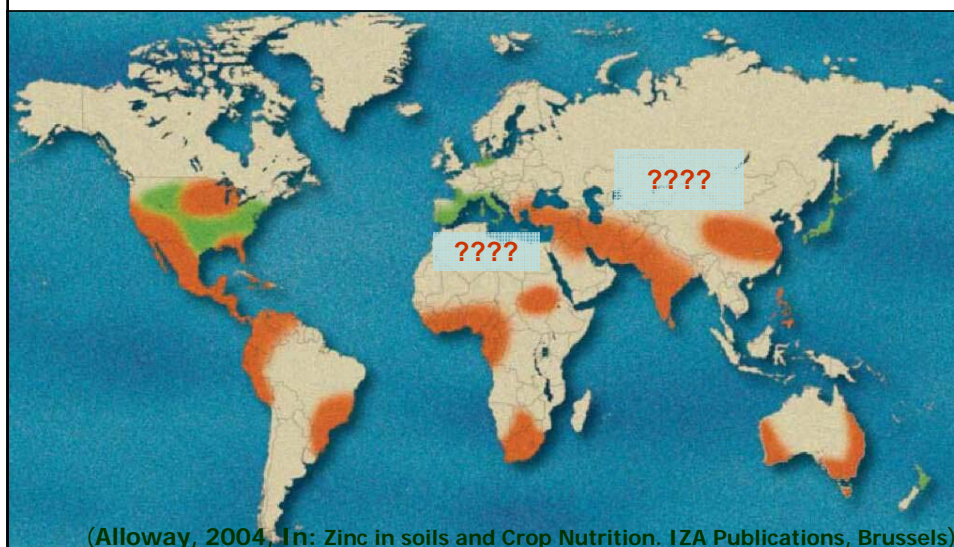 ????
????
(Alloway, 2004, In: Zinc in soils and Crop Nutrition. IZA Publications, Brussels)